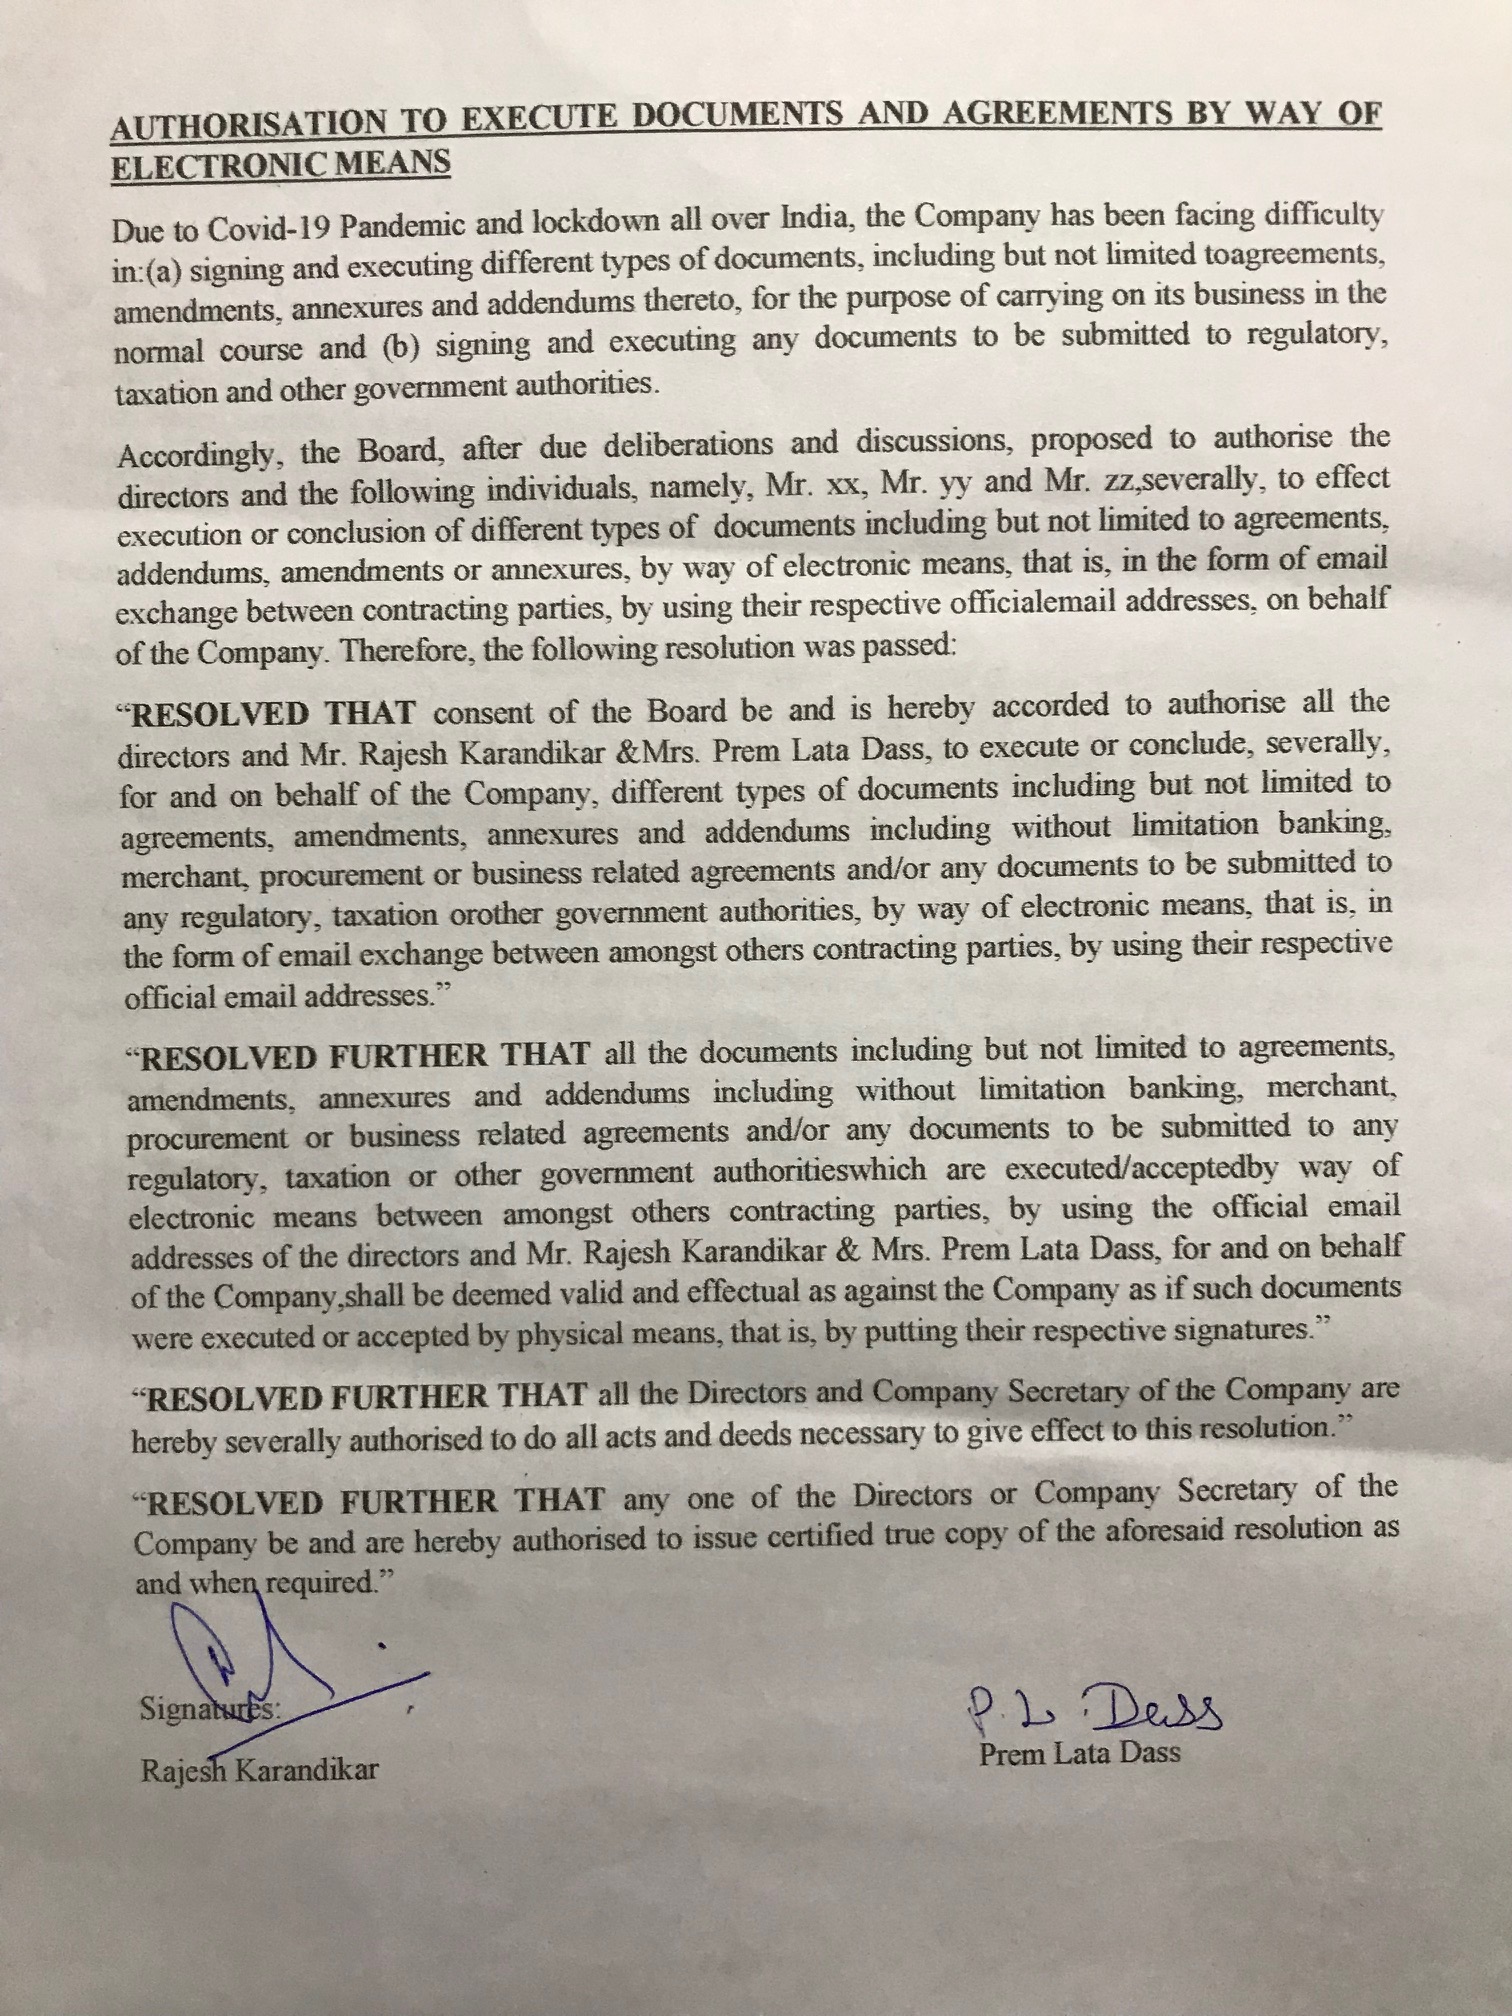 AUTHORISATION TO EXECUTE DOCUMENTS AND AGREEMENTS BY WAY OF
ELECTRONIC MEANS
Due to Covid-19 Pandemic and lockdown all over India, the Company has been facing difficulty
in:(a) signing and executing different types of documents, including but not limited toagreements,
amendments, annexures and addendums thereto, for the purpose of carrying on its business in the
normal course and (b) signing and executing any documents to be submitted to regulatory,
taxation and other government authorities.
Accordingly, the Board, after due deliberations and discussions, proposed to authorise the
directors and the following individuals, namely, Mr. xx, Mr. yy and Mr. zz,severally, to effect
execution or conclusion of different types of documents including but not limited to agreements,
addendums, amendments or annexures, by way of electronic means, that is, in the form of email
exchange between contracting parties, by using their respective officialemail addresses, on behalf
of the Company. Therefore, the following resolution was passed:
“RESOLVED THAT consent of the Board be and is hereby accorded to authorise all the
directors and Mr. Rajesh Karandikar &Mrs. Prem Lata Dass, to execute or conclude, severally,
for and on behalf of the Company, different types of documents including but not limited to
agreements, amendments, annexures and addendums including without limitation banking,
merchant, procurement or business related agreements and/or any documents to be submitted to
any regulatory, taxation orother government authorities, by way of electronic means, that is, in
the form of email exchange between amongst others contracting parties, by using their respective
official email addresses.”
“RESOLVED FURTHER THAT all the documents including but not limited to agreements,
amendments, annexures and addendums including without limitation banking, merchant,
procurement or business related agreements and/or any documents to be submitted to any
regulatory, taxation or other government authoritieswhich are executed/acceptedby way of
electronic means between amongst others contracting parties, by using the official email
addresses of the directors and Mr. Rajesh Karandikar & Mrs. Prem Lata Dass, for and on behalf
of the Company,shall be deemed valid and effectual as against the Company as if such documents
were executed or accepted by physical means, that is, by putting their respective signatures.”
“RESOLVED FURTHER THAT all the Directors and Company Secretary of the Company are
hereby severally authorised to do all acts and deeds necessary to give effect to this resolution.”
“RESOLVED FURTHER THAT any one of the Directors or Company Secretary of the
Company be and are hereby authorised to issue certified true copy of the aforesaid resolution as
and when required.”
Signatures:
P. L. Dass
Rajesh Karandikar
Prem Lata Dass